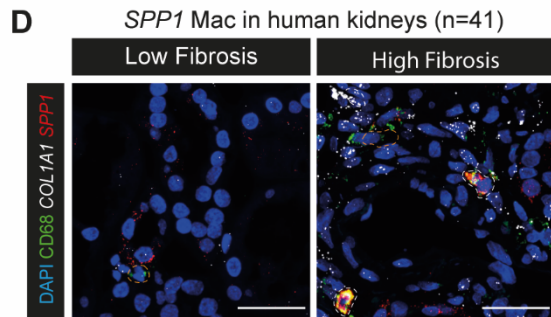 D
SPP1 Mac in human kidneys (n=41)
Low Fibrosis
High Fibrosis
DAPI CD68 COL1A1 SPP1